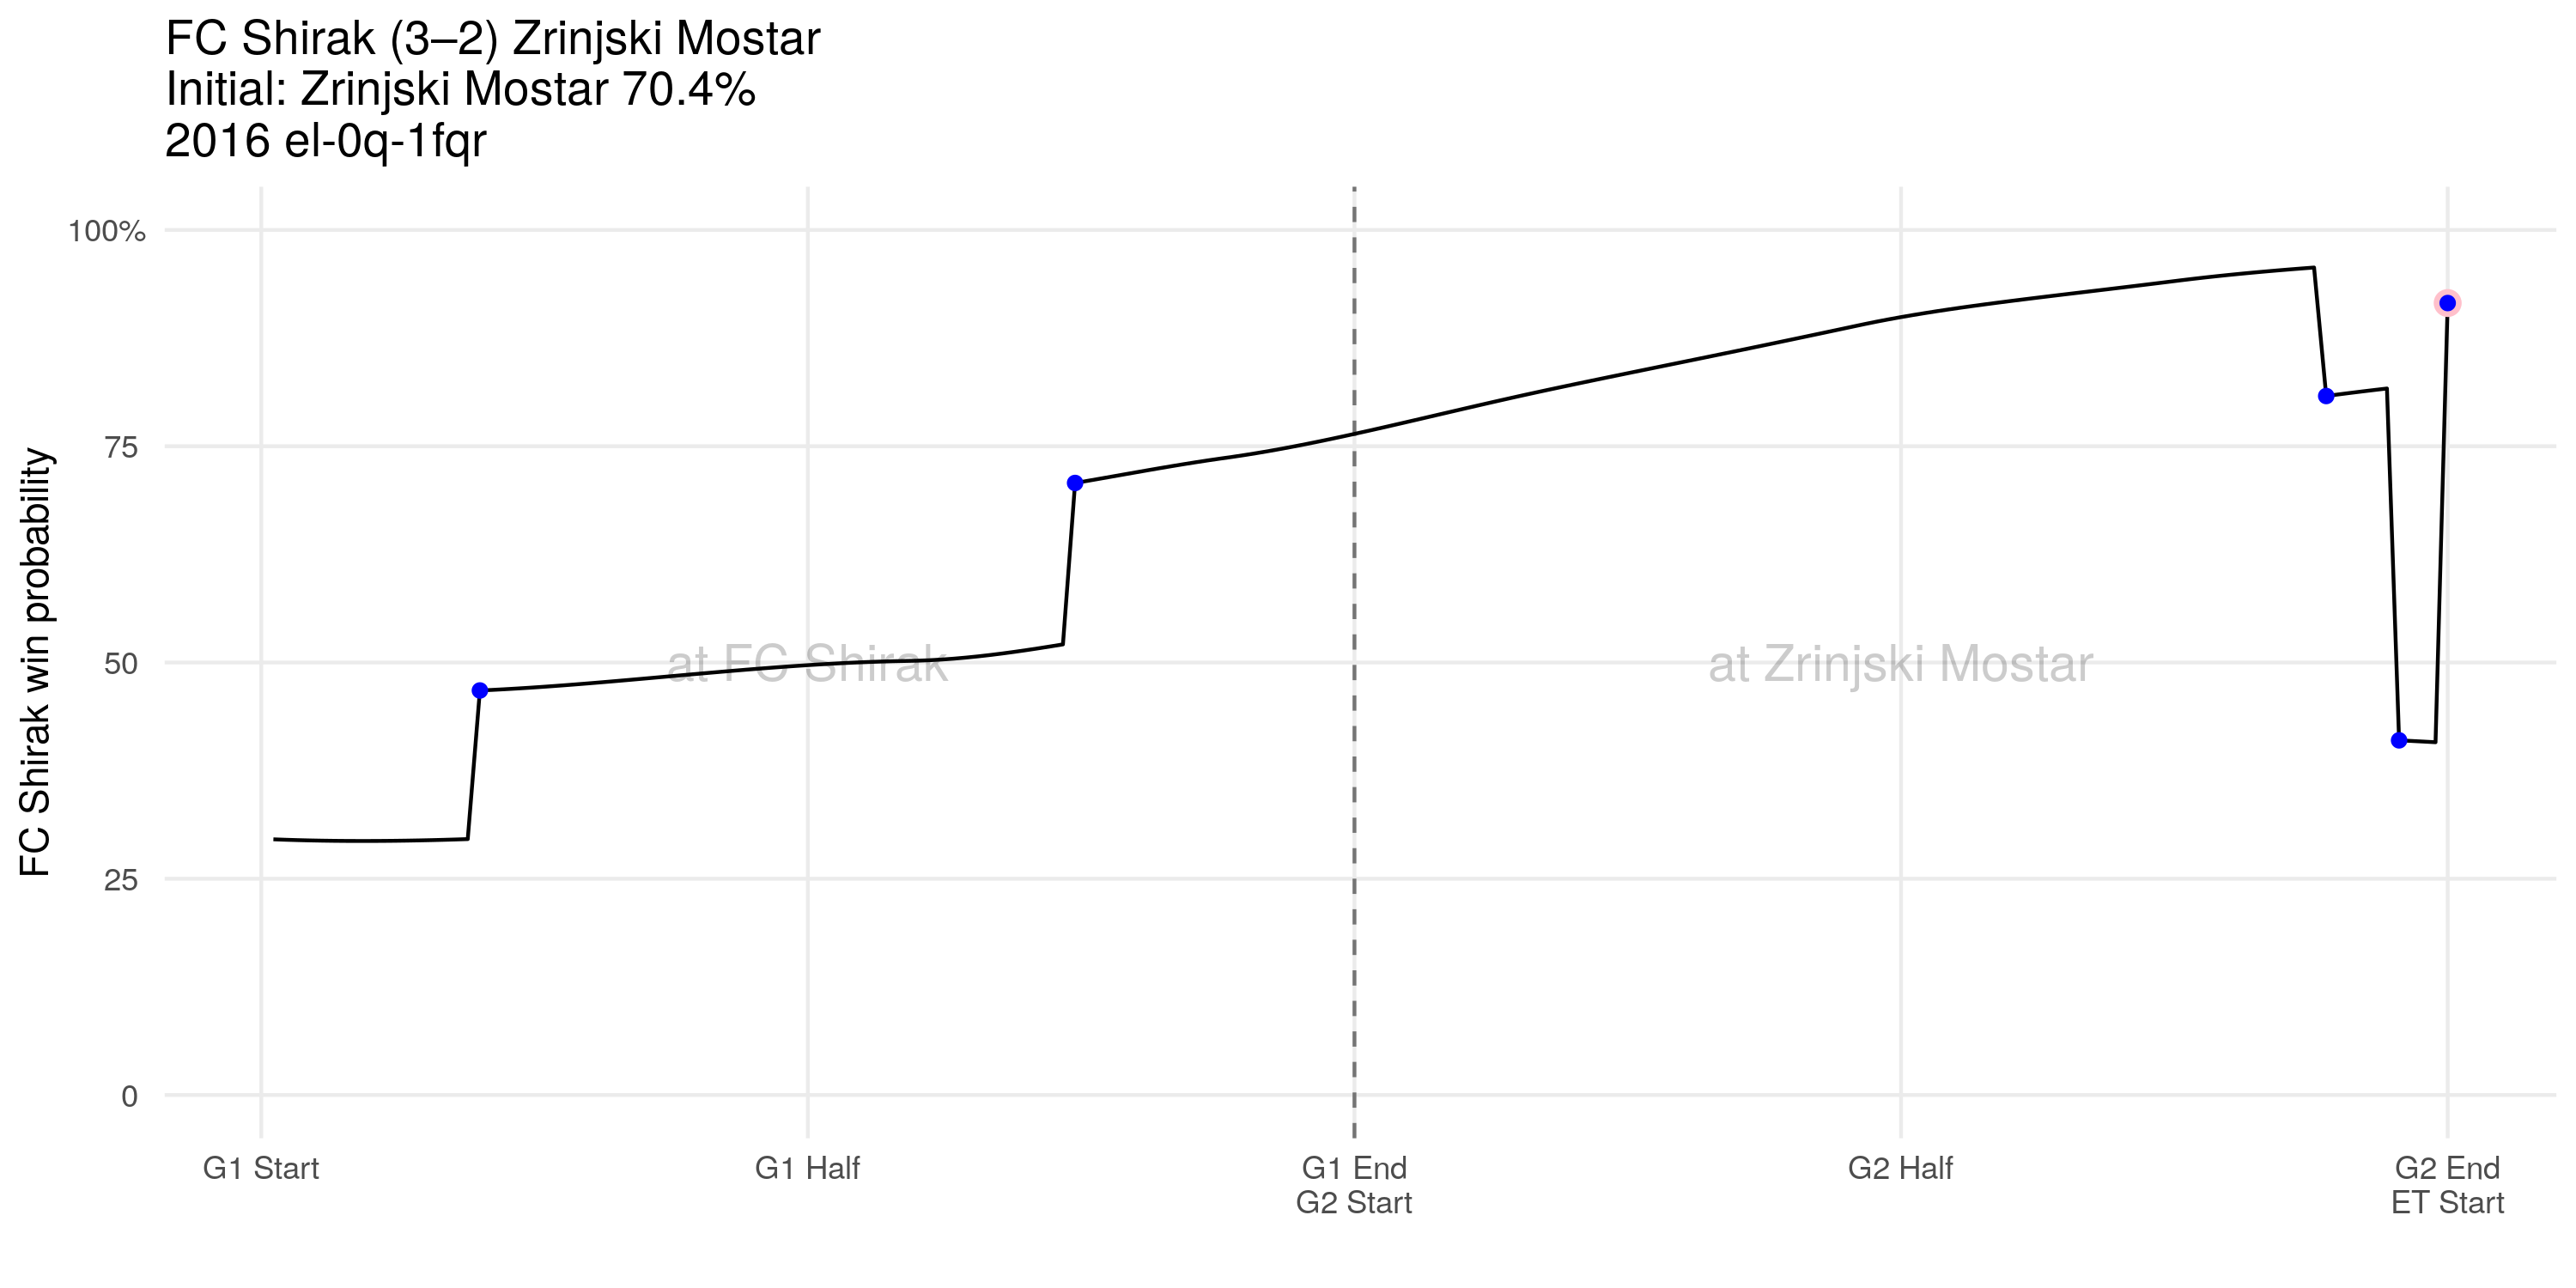 FC Shirak (3–2) Zrinjski Mostar
Initial: Zrinjski Mostar 70.4%
2016 el-0q-1fqr
FC Shirak win probability
100%
75
50
25
0
at FC Shirak
at Zrinjski Mostar
G1 Start
G1 Half
G1 End
G2 Start
G2 Half
G2 End
ET Start